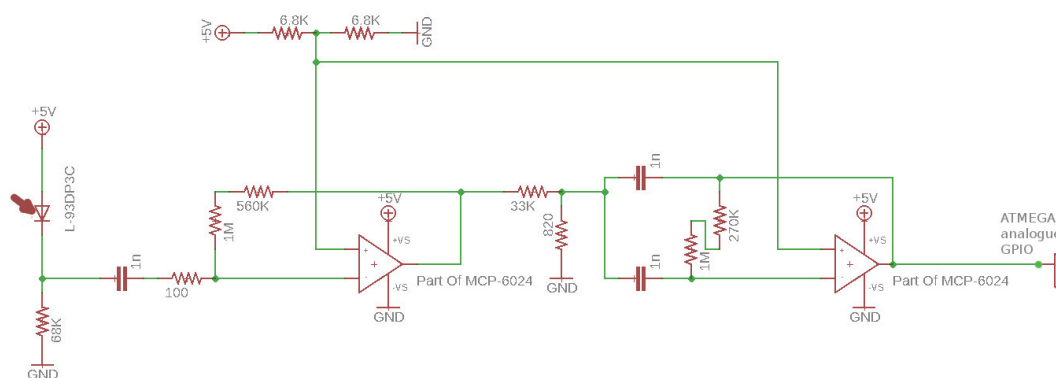 6.8K
6.8K
+5V
GND
+5V
L-93DP3C
1n
100
68K
GND
560K
1M
+5V
+VS
-VS
Part Of MCP-6024
GND
33K
820
GND
1n
1n
270K
1M
+5V
+VS
-VS
Part Of MCP-6024
GND
ATMEGA
analogue
GPIO